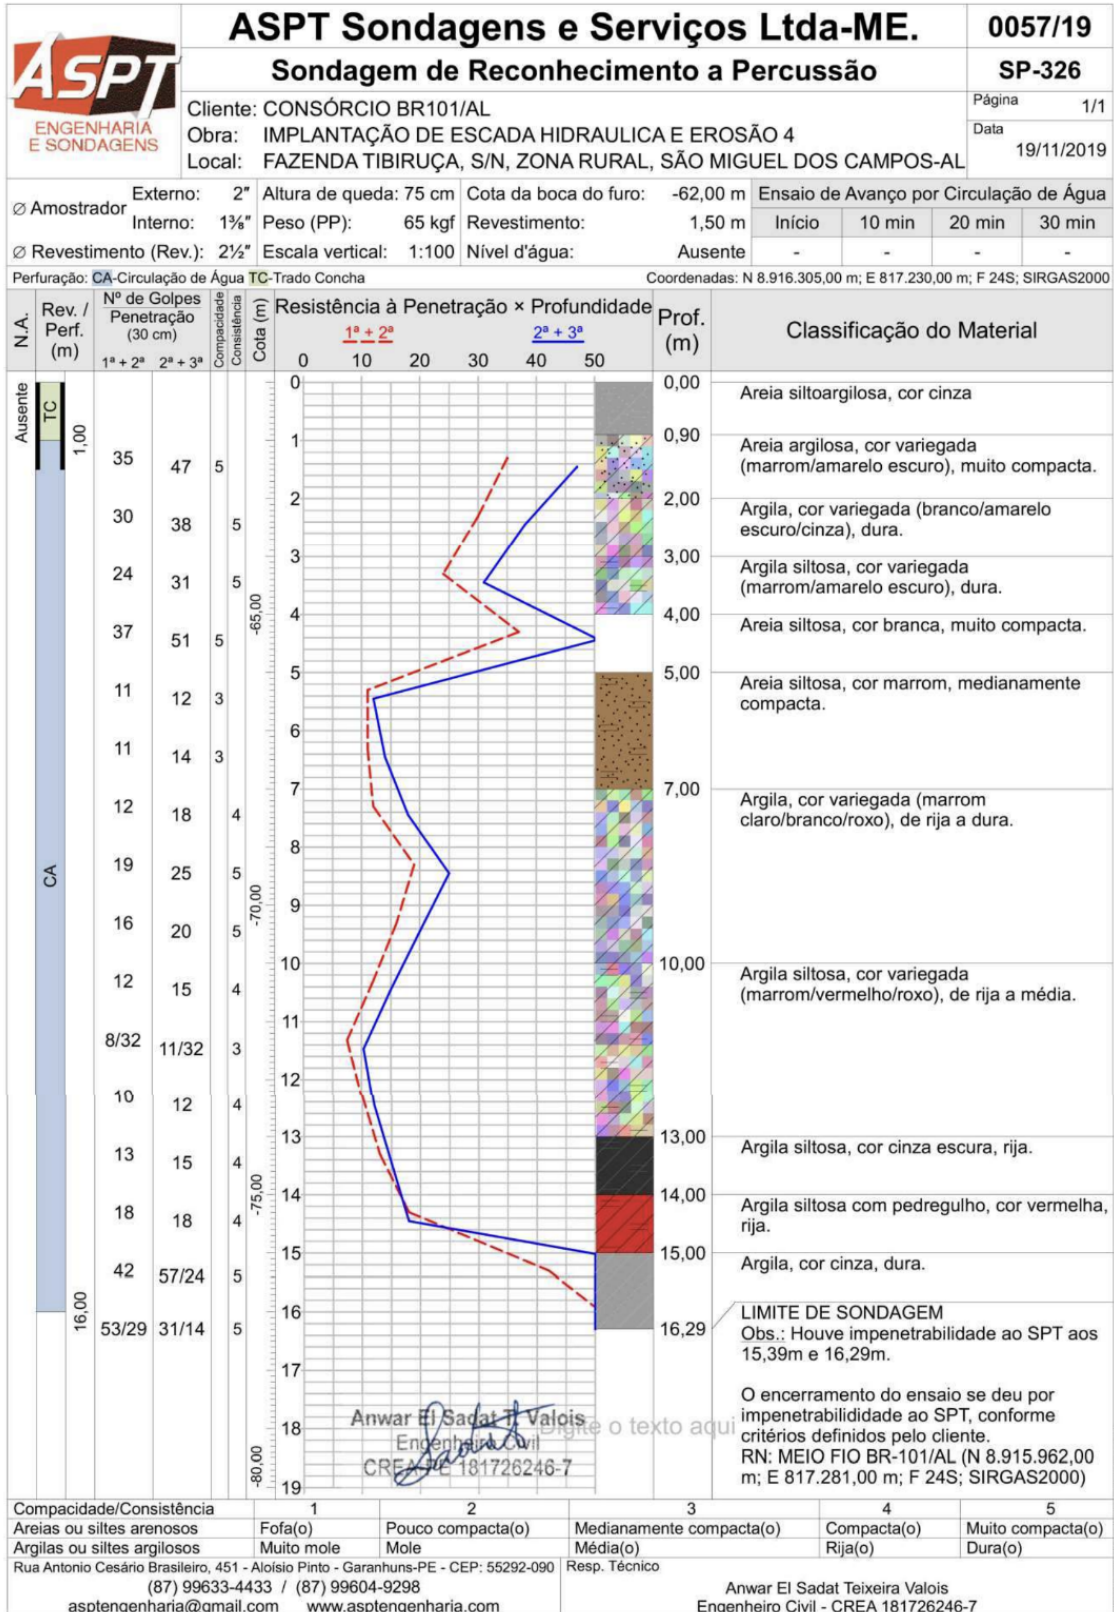 ASPT Sondagens e Serviços Ltda-ME.
0057/19
Sondagem de Reconhecimento a Percussão
SP-326
ASPT
ENGENHARIA
E SONDAGENS
Cliente: CONSÓRCIO BR101/AL
Obra: IMPLANTAÇÃO DE ESCADA HIDRAULICA E EROSÃO 4
Local: FAZENDA TIBIRUÇA, S/N, ZONA RURAL, SÃO MIGUEL DOS CAMPOS-AL
Página 1/1
Data 19/11/2019
Ø Amostrador Externo: 2"
Interno: 1⅜"
Ø Revestimento (Rev.): 2½"
Altura de queda: 75 cm
Peso (PP): 65 kgf
Escala vertical: 1:100
Cota da boca do furo: -62,00 m
Revestimento: 1,50 m
Nível d'água: Ausente
Ensaio de Avanço por Circulação de Água
Início 10 min 20 min 30 min
- - - -
Perfuração: CA-Circulação de Água TC-Trado Concha
Coordenadas: N 8.916.305,00 m; E 817.230,00 m; F 24S; SIRGAS2000
N.A.
Rev. / Perf. (m)
Nº de Golpes
Penetração
(30 cm)
1ª + 2ª 2ª + 3ª
Capacidade
Consistência
Cota (m)
Resistência à Penetração × Profundidade
1ª + 2ª 2ª + 3ª
0 10 20 30 40 50
Prof. (m)
Classificação do Material
Ausente
TC
1,00
CA
16,00
35 47 5
30 38 5
24 31 5
37 51 5
11 12 3
11 14 3
12 18 4
19 25 5
16 20 5
12 15 4
8/32 11/32 3
10 12 4
13 15 4
18 18 4
42 57/24 5
53/29 31/14 5
-65,00
-70,00
-75,00
-80,00
0
1
2
3
4
5
6
7
8
9
10
11
12
13
14
15
16
17
18
19
0,00
Areia siltoargilosa, cor cinza
0,90
Areia argilosa, cor variegada
(marrom/amarelo escuro), muito compacta.
2,00
Argila, cor variegada (branco/amarelo
escuro/cinza), dura.
3,00
Argila siltosa, cor variegada
(marrom/amarelo escuro), dura.
4,00
Areia siltosa, cor branca, muito compacta.
5,00
Areia siltosa, cor marrom, medianamente
compacta.
7,00
Argila, cor variegada (marrom
claro/branco/roxo), de rija a dura.
10,00
Argila siltosa, cor variegada
(marrom/vermelho/roxo), de rija a média.
13,00
Argila siltosa, cor cinza escura, rija.
14,00
Argila siltosa com pedregulho, cor vermelha,
rija.
15,00
Argila, cor cinza, dura.
16,29
LIMITE DE SONDAGEM
Obs.: Houve impenetrabilidade ao SPT aos
15,39m e 16,29m.
O encerramento do ensaio se deu por
impenetrabilididade ao SPT, conforme
critérios definidos pelo cliente.
RN: MEIO FIO BR-101/AL (N 8.915.962,00
m; E 817.281,00 m; F 24S; SIRGAS2000)
Anwar El Sadat T. Valois
Engenheiro Civil
CREA-PE 181726246-7
Digite o texto aqui
Compacidade/Consistência 1 2 3 4 5
Areias ou siltes arenosos Fofa(o) Pouco compacta(o) Medianamente compacta(o) Compacta(o) Muito compacta(o)
Argilas ou siltes argilosos Muito mole Mole Média(o) Rija(o) Dura(o)
Rua Antonio Cesário Brasileiro, 451 - Aloísio Pinto - Garanhuns-PE - CEP: 55292-090
(87) 99633-4433 / (87) 99604-9298
asptengenharia@gmail.com www.asptengenharia.com
Resp. Técnico
Anwar El Sadat Teixeira Valois
Engenheiro Civil - CREA 181726246-7